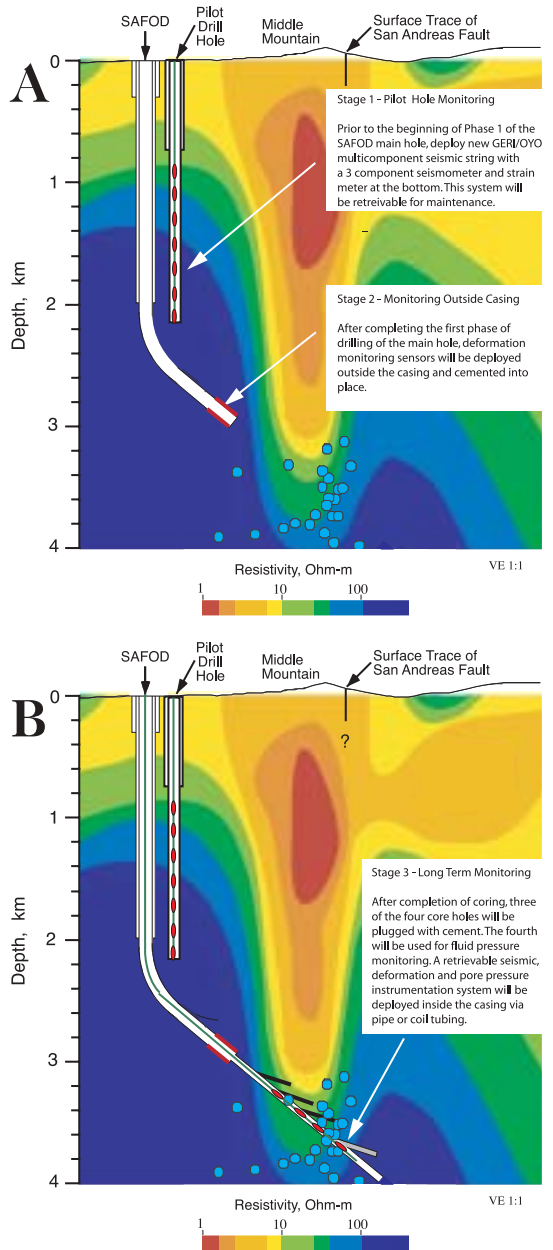 SAFOD
Pilot
Drill
Hole
Middle
Mountain
Surface Trace of
San Andreas Fault
A
0
1
2
3
4
Depth, km
Stage 1 - Pilot Hole Monitoring
Prior to the beginning of Phase 1 of the
SAFOD main hole, deploy new GERI/OYO
multicomponent seismic string with
a 3 component seismometer and strain
meter at the bottom. This system will
be retreivable for maintenance.
Stage 2 - Monitoring Outside Casing
After completing the first phase of
drilling of the main hole, deformation
monitoring sensors will be deployed
outside the casing and cemented into
place.
Resistivity, Ohm-m
VE 1:1
1 10 100
SAFOD
Pilot
Drill
Hole
Middle
Mountain
Surface Trace of
San Andreas Fault
B
?
0
1
2
3
4
Depth, km
Stage 3 - Long Term Monitoring
After completion of coring, three
of the four core holes will be
plugged with cement. The fourth
will be used for fluid pressure
monitoring. A retrievable seismic,
deformation and pore pressure
instrumentation system will be
deployed inside the casing via
pipe or coil tubing.
Resistivity, Ohm-m
VE 1:1
1 10 100